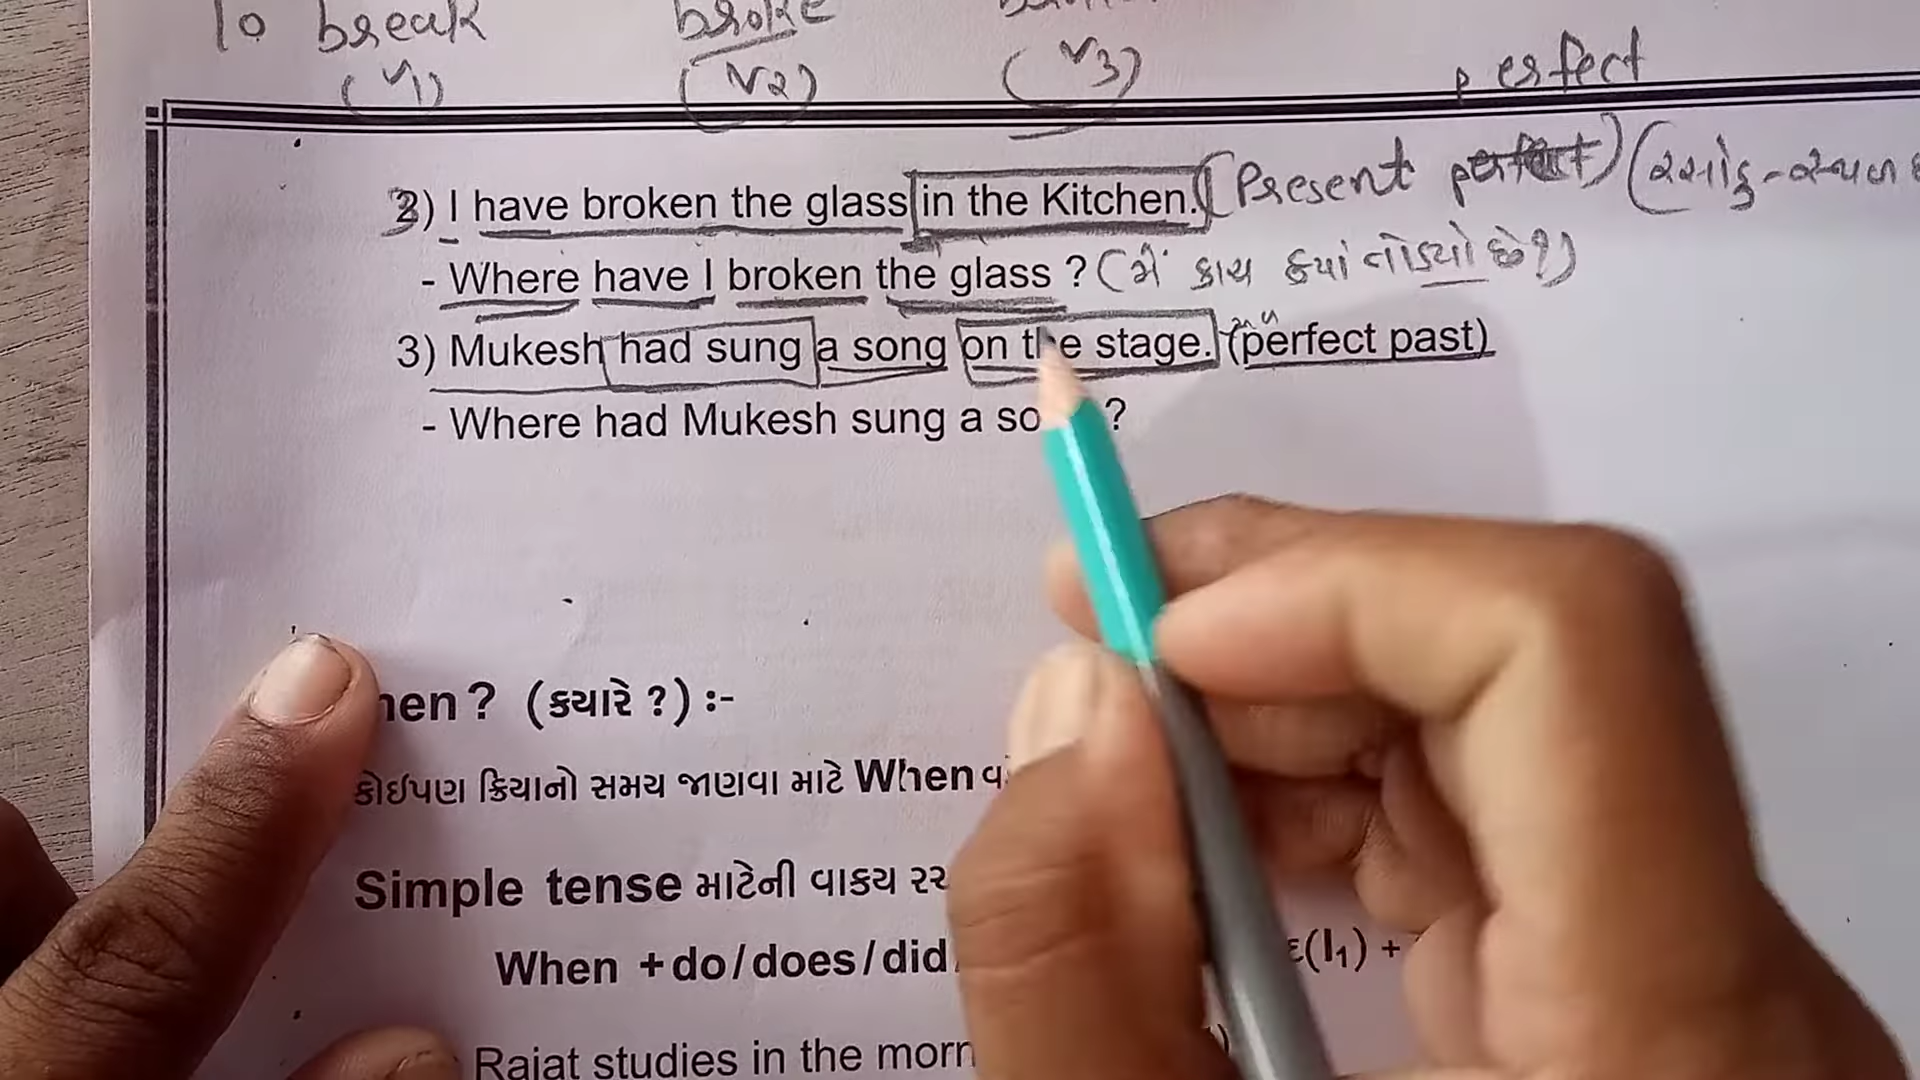 To break broke
(V1) (V2) (V3) perfect
3) I have broken the glass in the Kitchen. (Present perfect)
- Where have I broken the glass ? (મેં કાચ ક્યાં તોડ્યો છે?)
3) Mukesh had sung a song on the stage. (perfect past)
- Where had Mukesh sung a so ?
hen ? (ક્યારે ?) :-
કોઈપણ ક્રિયાનો સમય જાણવા માટે When
Simple tense માટેની વાક્ય રચ
When + do/does/did
(I1) +
Rajat studies in the morn